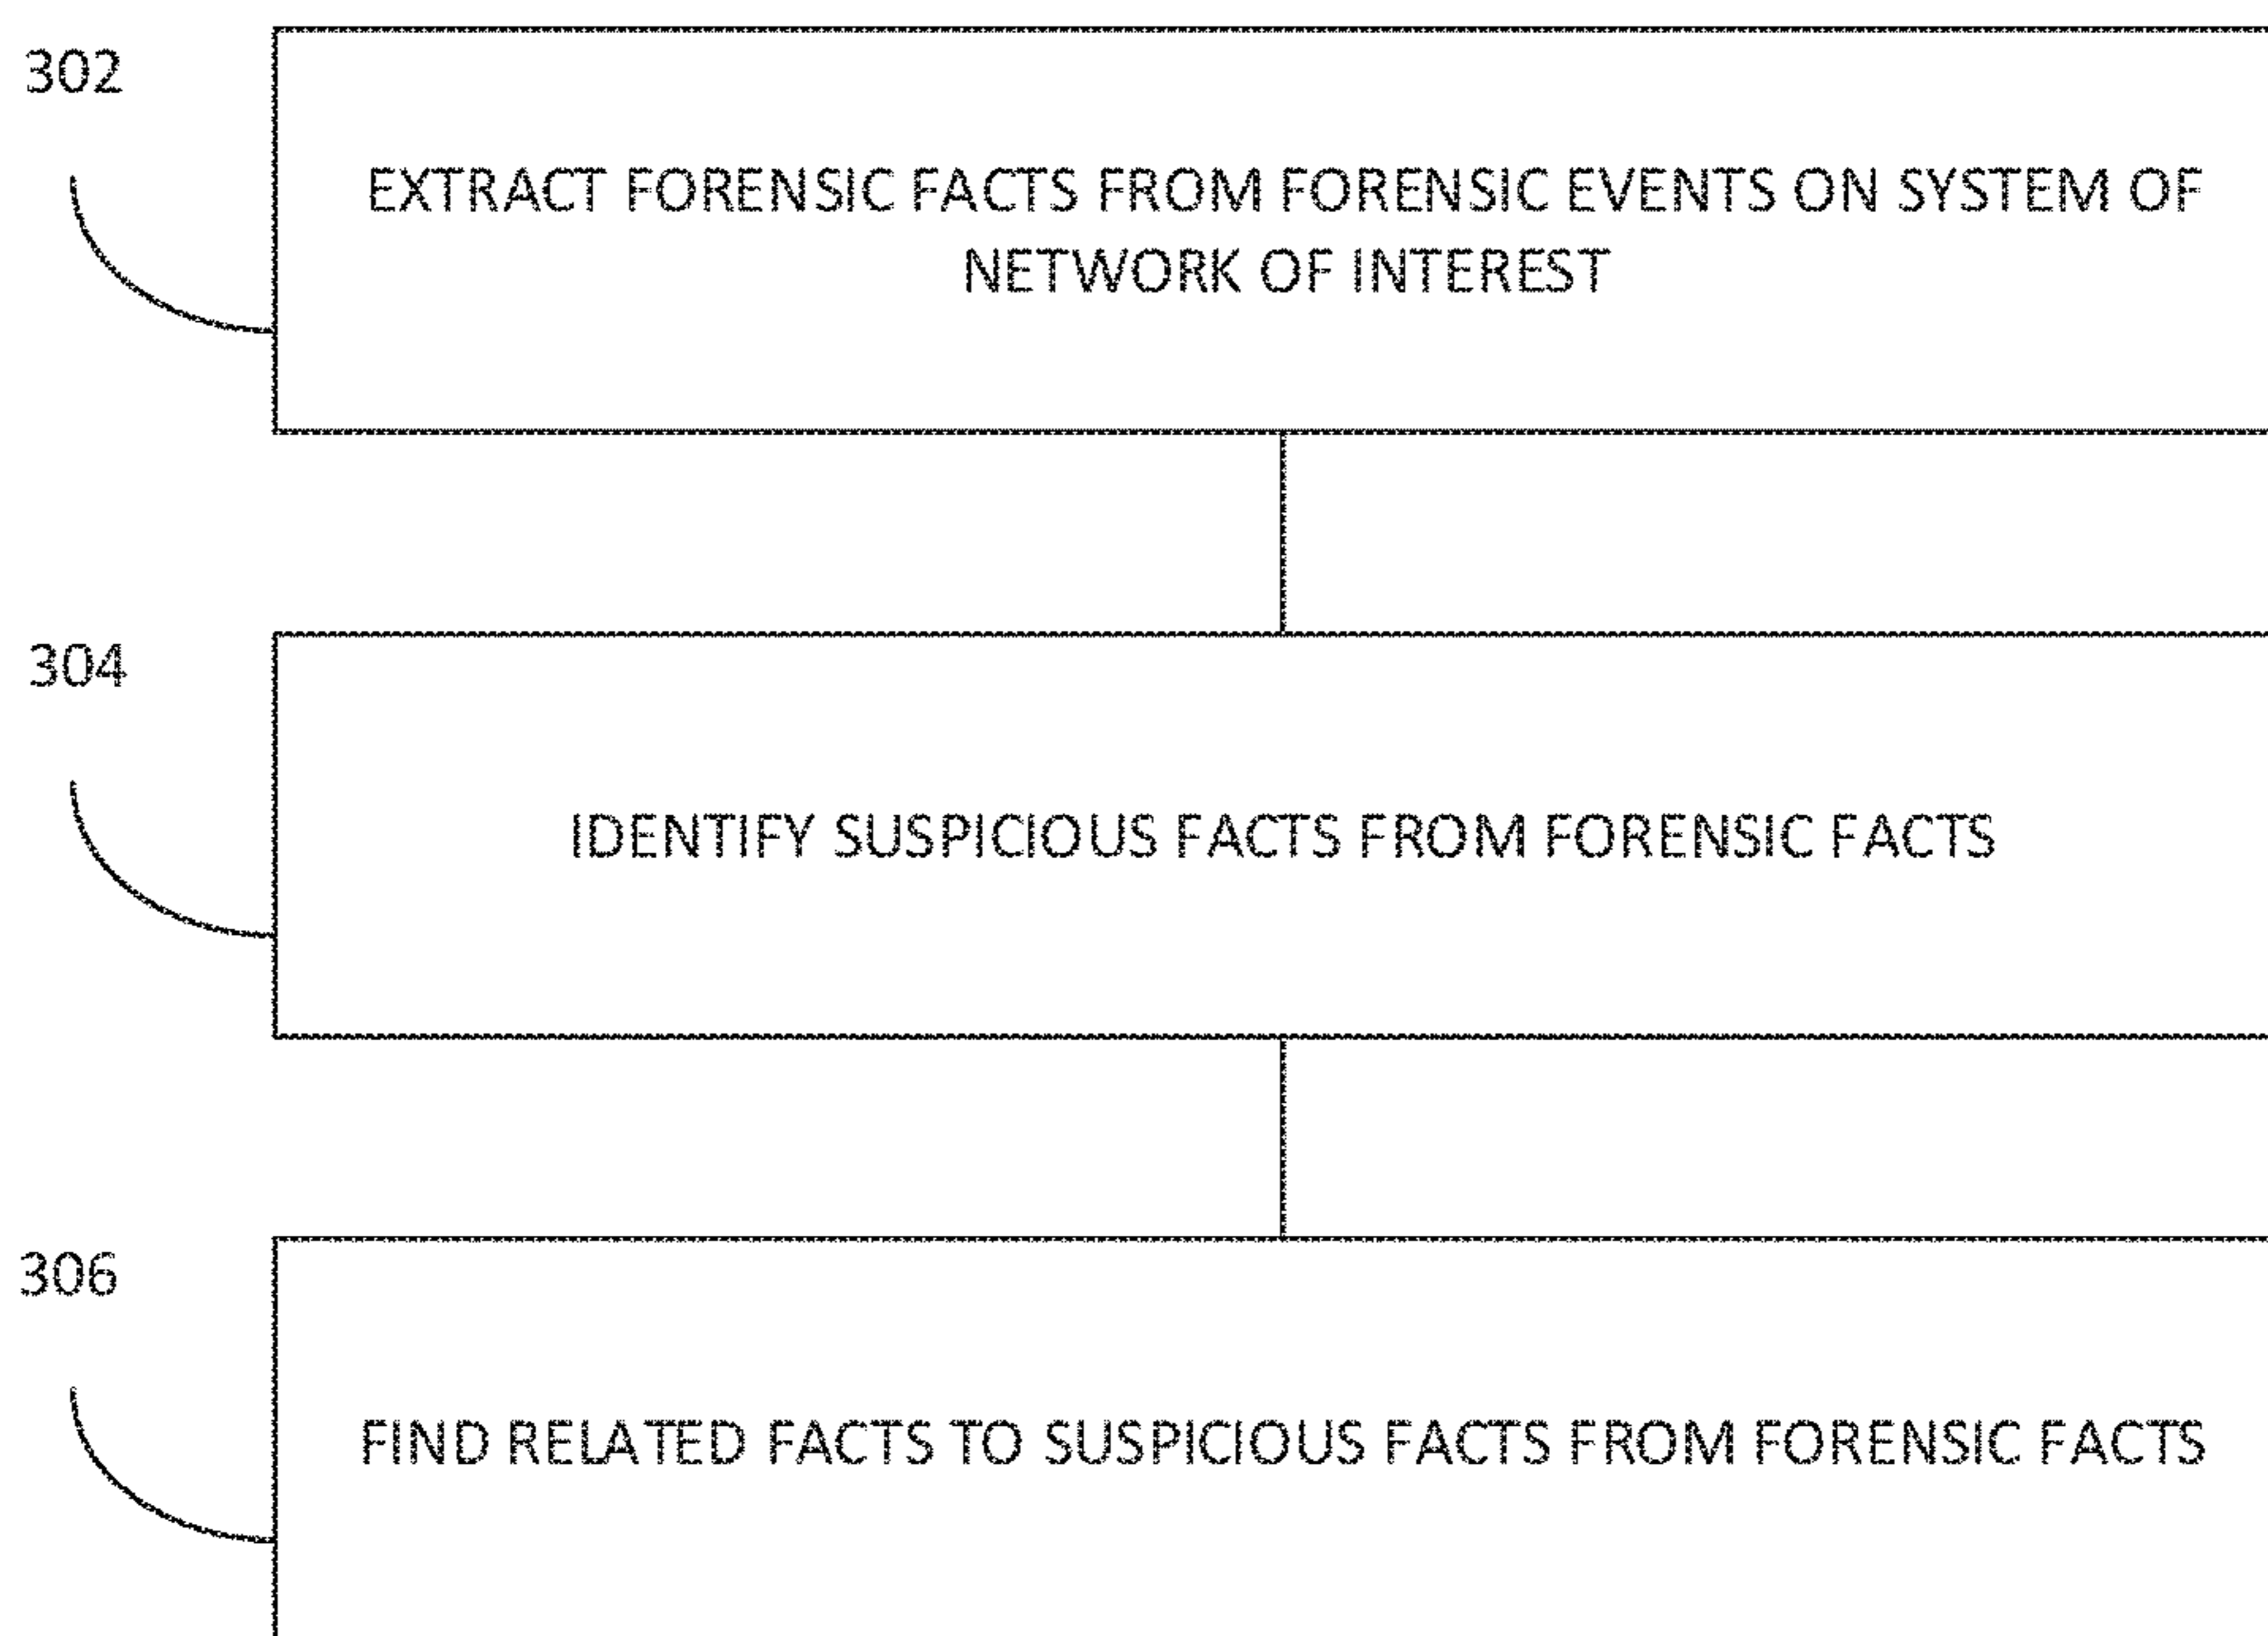 302
EXTRACT FORENSIC FACTS FROM FORENSIC EVENTS ON SYSTEM OF
NETWORK OF INTEREST
304
IDENTIFY SUSPICIOUS FACTS FROM FORENSIC FACTS
306
FIND RELATED FACTS TO SUSPICIOUS FACTS FROM FORENSIC FACTS